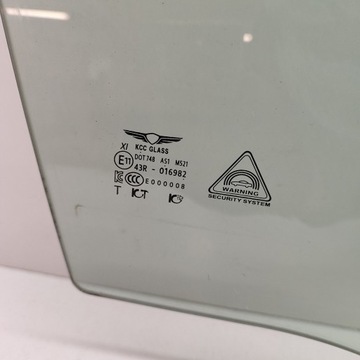 XI KCC GLASS
E11 DOT748 AS1 M521
43R - 016982
E000008
T
WARNING
SECURITY SYSTEM